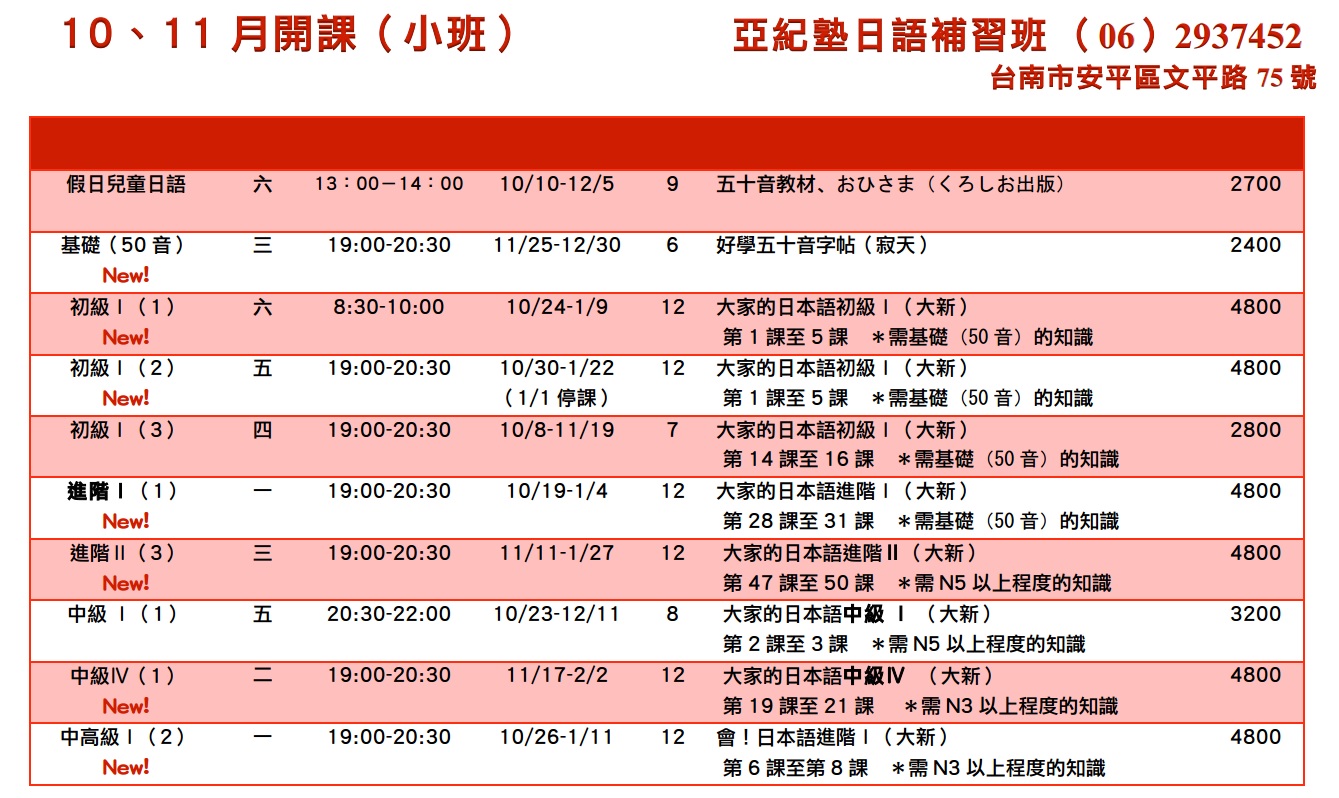 10、11 月開課（小班）
亞紀塾日語補習班（06）2937452
台南市安平區文平路 75 號
假日兒童日語 六 13：00－14：00 10/10-12/5 9 五十音教材、おひさま（くろしお出版） 2700
基礎（50 音） 三 19:00-20:30 11/25-12/30 6 好學五十音字帖（寂天） 2400
New!
初級Ⅰ（1） 六 8:30-10:00 10/24-1/9 12 大家的日本語初級Ⅰ（大新） 4800
New! 第 1 課至 5 課 ＊需基礎（50 音）的知識
初級Ⅰ（2） 五 19:00-20:30 10/30-1/22 12 大家的日本語初級Ⅰ（大新） 4800
New! （1/1 停課） 第 1 課至 5 課 ＊需基礎（50 音）的知識
初級Ⅰ（3） 四 19:00-20:30 10/8-11/19 7 大家的日本語初級Ⅰ（大新） 2800
第 14 課至 16 課 ＊需基礎（50 音）的知識
進階Ⅰ（1） 一 19:00-20:30 10/19-1/4 12 大家的日本語進階Ⅰ（大新） 4800
New! 第 28 課至 31 課 ＊需基礎（50 音）的知識
進階Ⅱ（3） 三 19:00-20:30 11/11-1/27 12 大家的日本語進階Ⅱ（大新） 4800
New! 第 47 課至 50 課 ＊需 N5 以上程度的知識
中級 Ⅰ（1） 五 20:30-22:00 10/23-12/11 8 大家的日本語中級 Ⅰ （大新） 3200
第 2 課至 3 課 ＊需 N5 以上程度的知識
中級Ⅳ（1） 二 19:00-20:30 11/17-2/2 12 大家的日本語中級Ⅳ （大新） 4800
New! 第 19 課至 21 課 ＊需 N3 以上程度的知識
中高級Ⅰ（2） 一 19:00-20:30 10/26-1/11 12 會！日本語進階Ⅰ（大新） 4800
New! 第 6 課至第 8 課 ＊需 N3 以上程度的知識